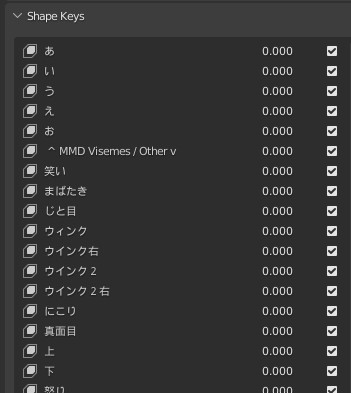 Shape Keys
あ 0.000
い 0.000
う 0.000
え 0.000
お 0.000
^ MMD Visemes / Other v 0.000
笑い 0.000
まばたき 0.000
じと目 0.000
ウィンク 0.000
ウインク右 0.000
ウインク２ 0.000
ウインク２右 0.000
にこり 0.000
真面目 0.000
上 0.000
下 0.000
怒り 0.000